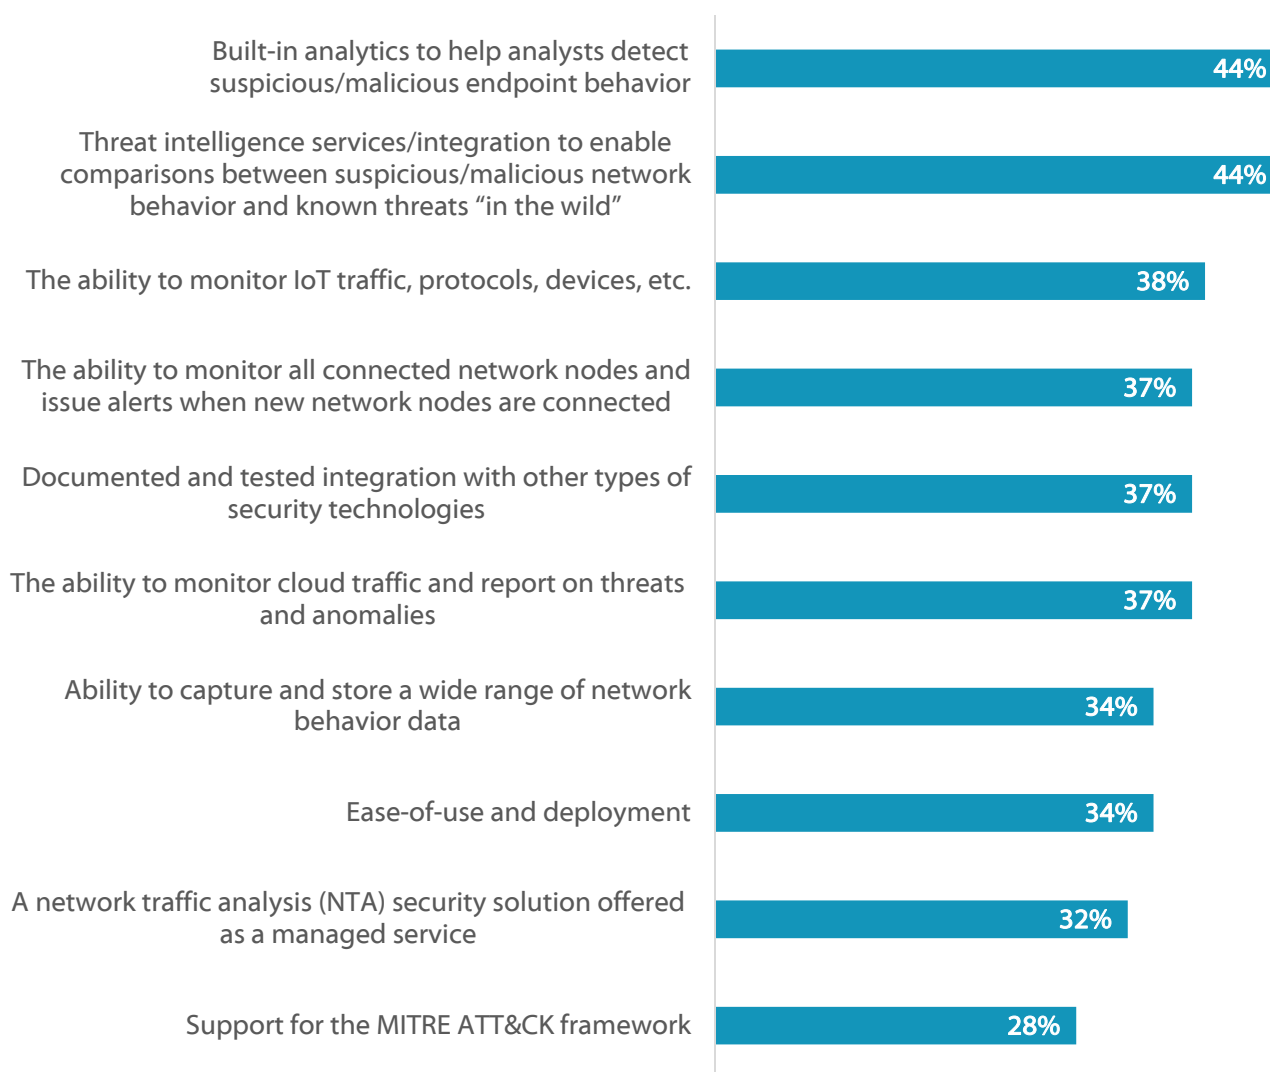 Built-in analytics to help analysts detect
suspicious/malicious endpoint behavior
44%
Threat intelligence services/integration to enable
comparisons between suspicious/malicious network
behavior and known threats “in the wild”
44%
The ability to monitor IoT traffic, protocols, devices, etc.
38%
The ability to monitor all connected network nodes and
issue alerts when new network nodes are connected
37%
Documented and tested integration with other types of
security technologies
37%
The ability to monitor cloud traffic and report on threats
and anomalies
37%
Ability to capture and store a wide range of network
behavior data
34%
Ease-of-use and deployment
34%
A network traffic analysis (NTA) security solution offered
as a managed service
32%
Support for the MITRE ATT&CK framework
28%